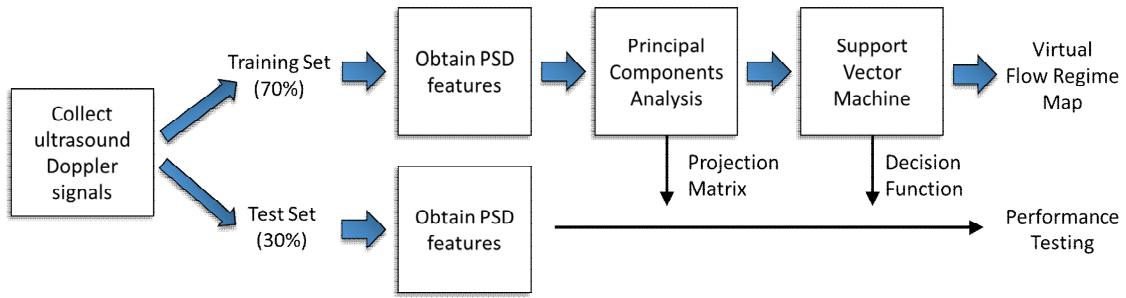 Collect
ultrasound
Doppler
signals
Training Set
(70%)
Obtain PSD
features
Principal
Components
Analysis
Support
Vector
Machine
Virtual
Flow Regime
Map
Projection
Matrix
Decision
Function
Test Set
(30%)
Obtain PSD
features
Performance
Testing